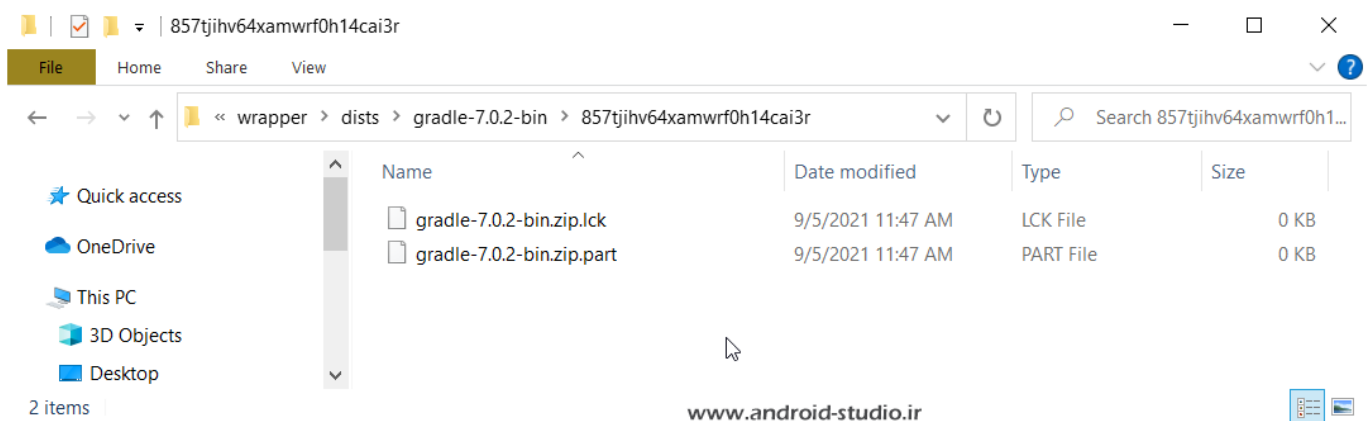 857tjihv64xamwrf0h14cai3r
File Home Share View
« wrapper > dists > gradle-7.0.2-bin > 857tjihv64xamwrf0h14cai3r
Search 857tjihv64xamwrf0h1...
Name Date modified Type Size
Quick access
gradle-7.0.2-bin.zip.lck 9/5/2021 11:47 AM LCK File 0 KB
OneDrive
gradle-7.0.2-bin.zip.part 9/5/2021 11:47 AM PART File 0 KB
This PC
3D Objects
Desktop
2 items
www.android-studio.ir